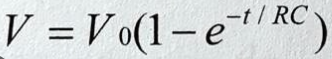 V = V₀(1 − e^{−t / RC})